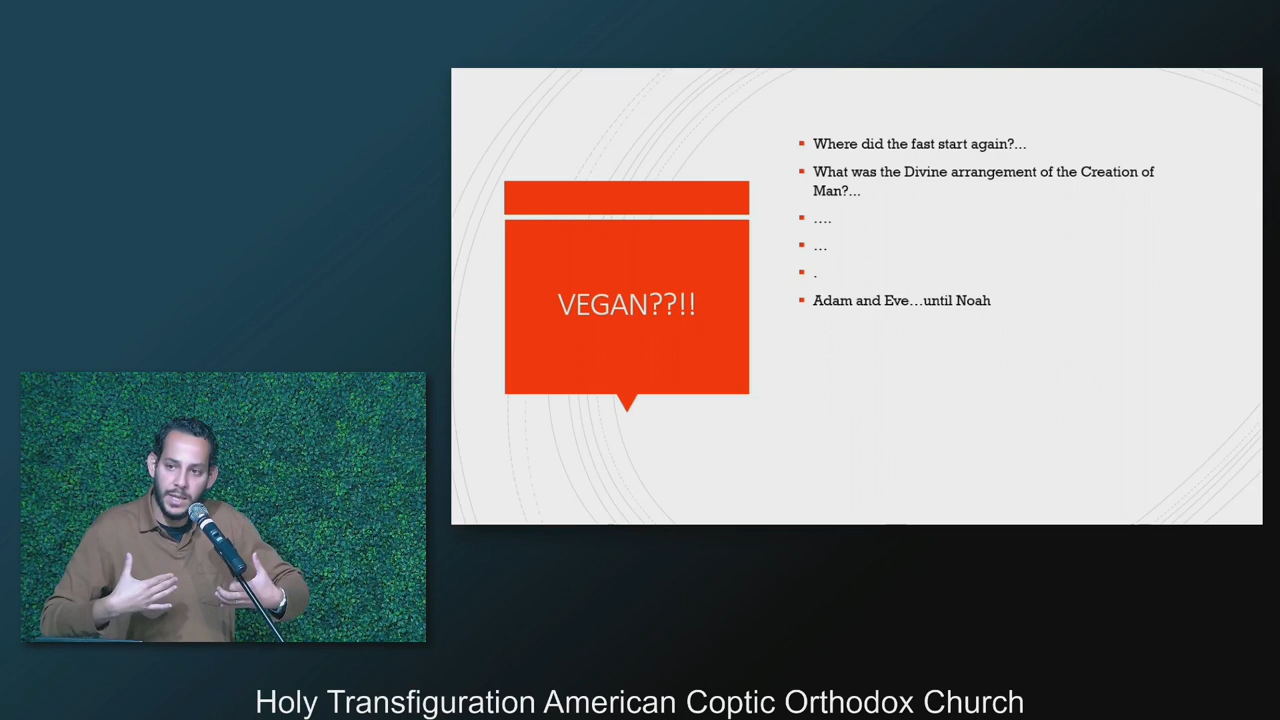 VEGAN??!!
Where did the fast start again?...
What was the Divine arrangement of the Creation of
Man?...
....
...
.
Adam and Eve...until Noah
Holy Transfiguration American Coptic Orthodox Church